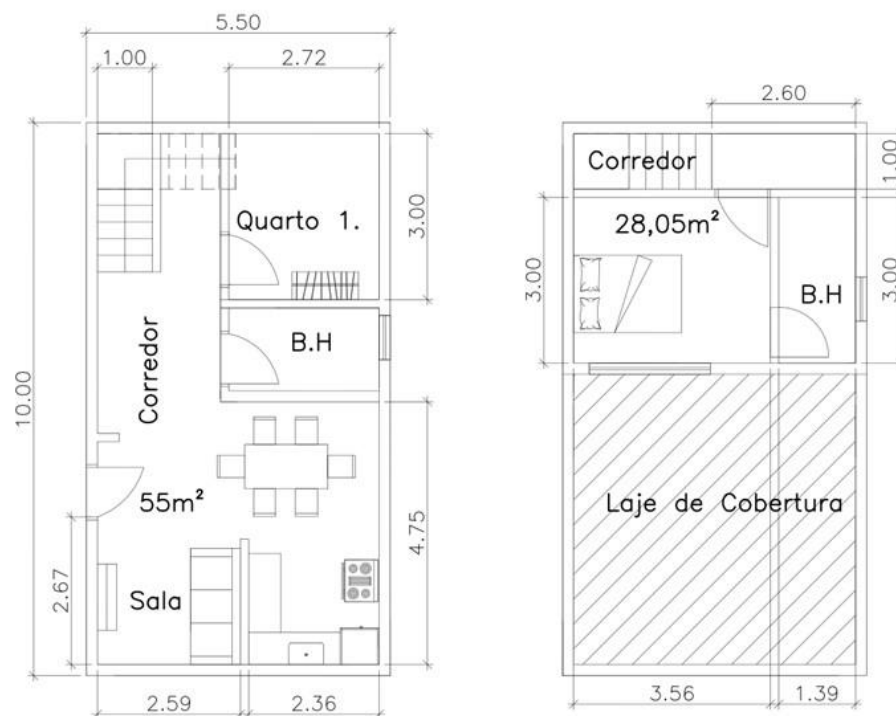 5.50
1.00
2.72
Quarto 1.
3.00
B.H
Corredor
10.00
55m²
4.75
2.67
Sala
2.59
2.36
2.60
Corredor
1.00
28,05m²
3.00
B.H
3.00
Laje de Cobertura
3.56
1.39